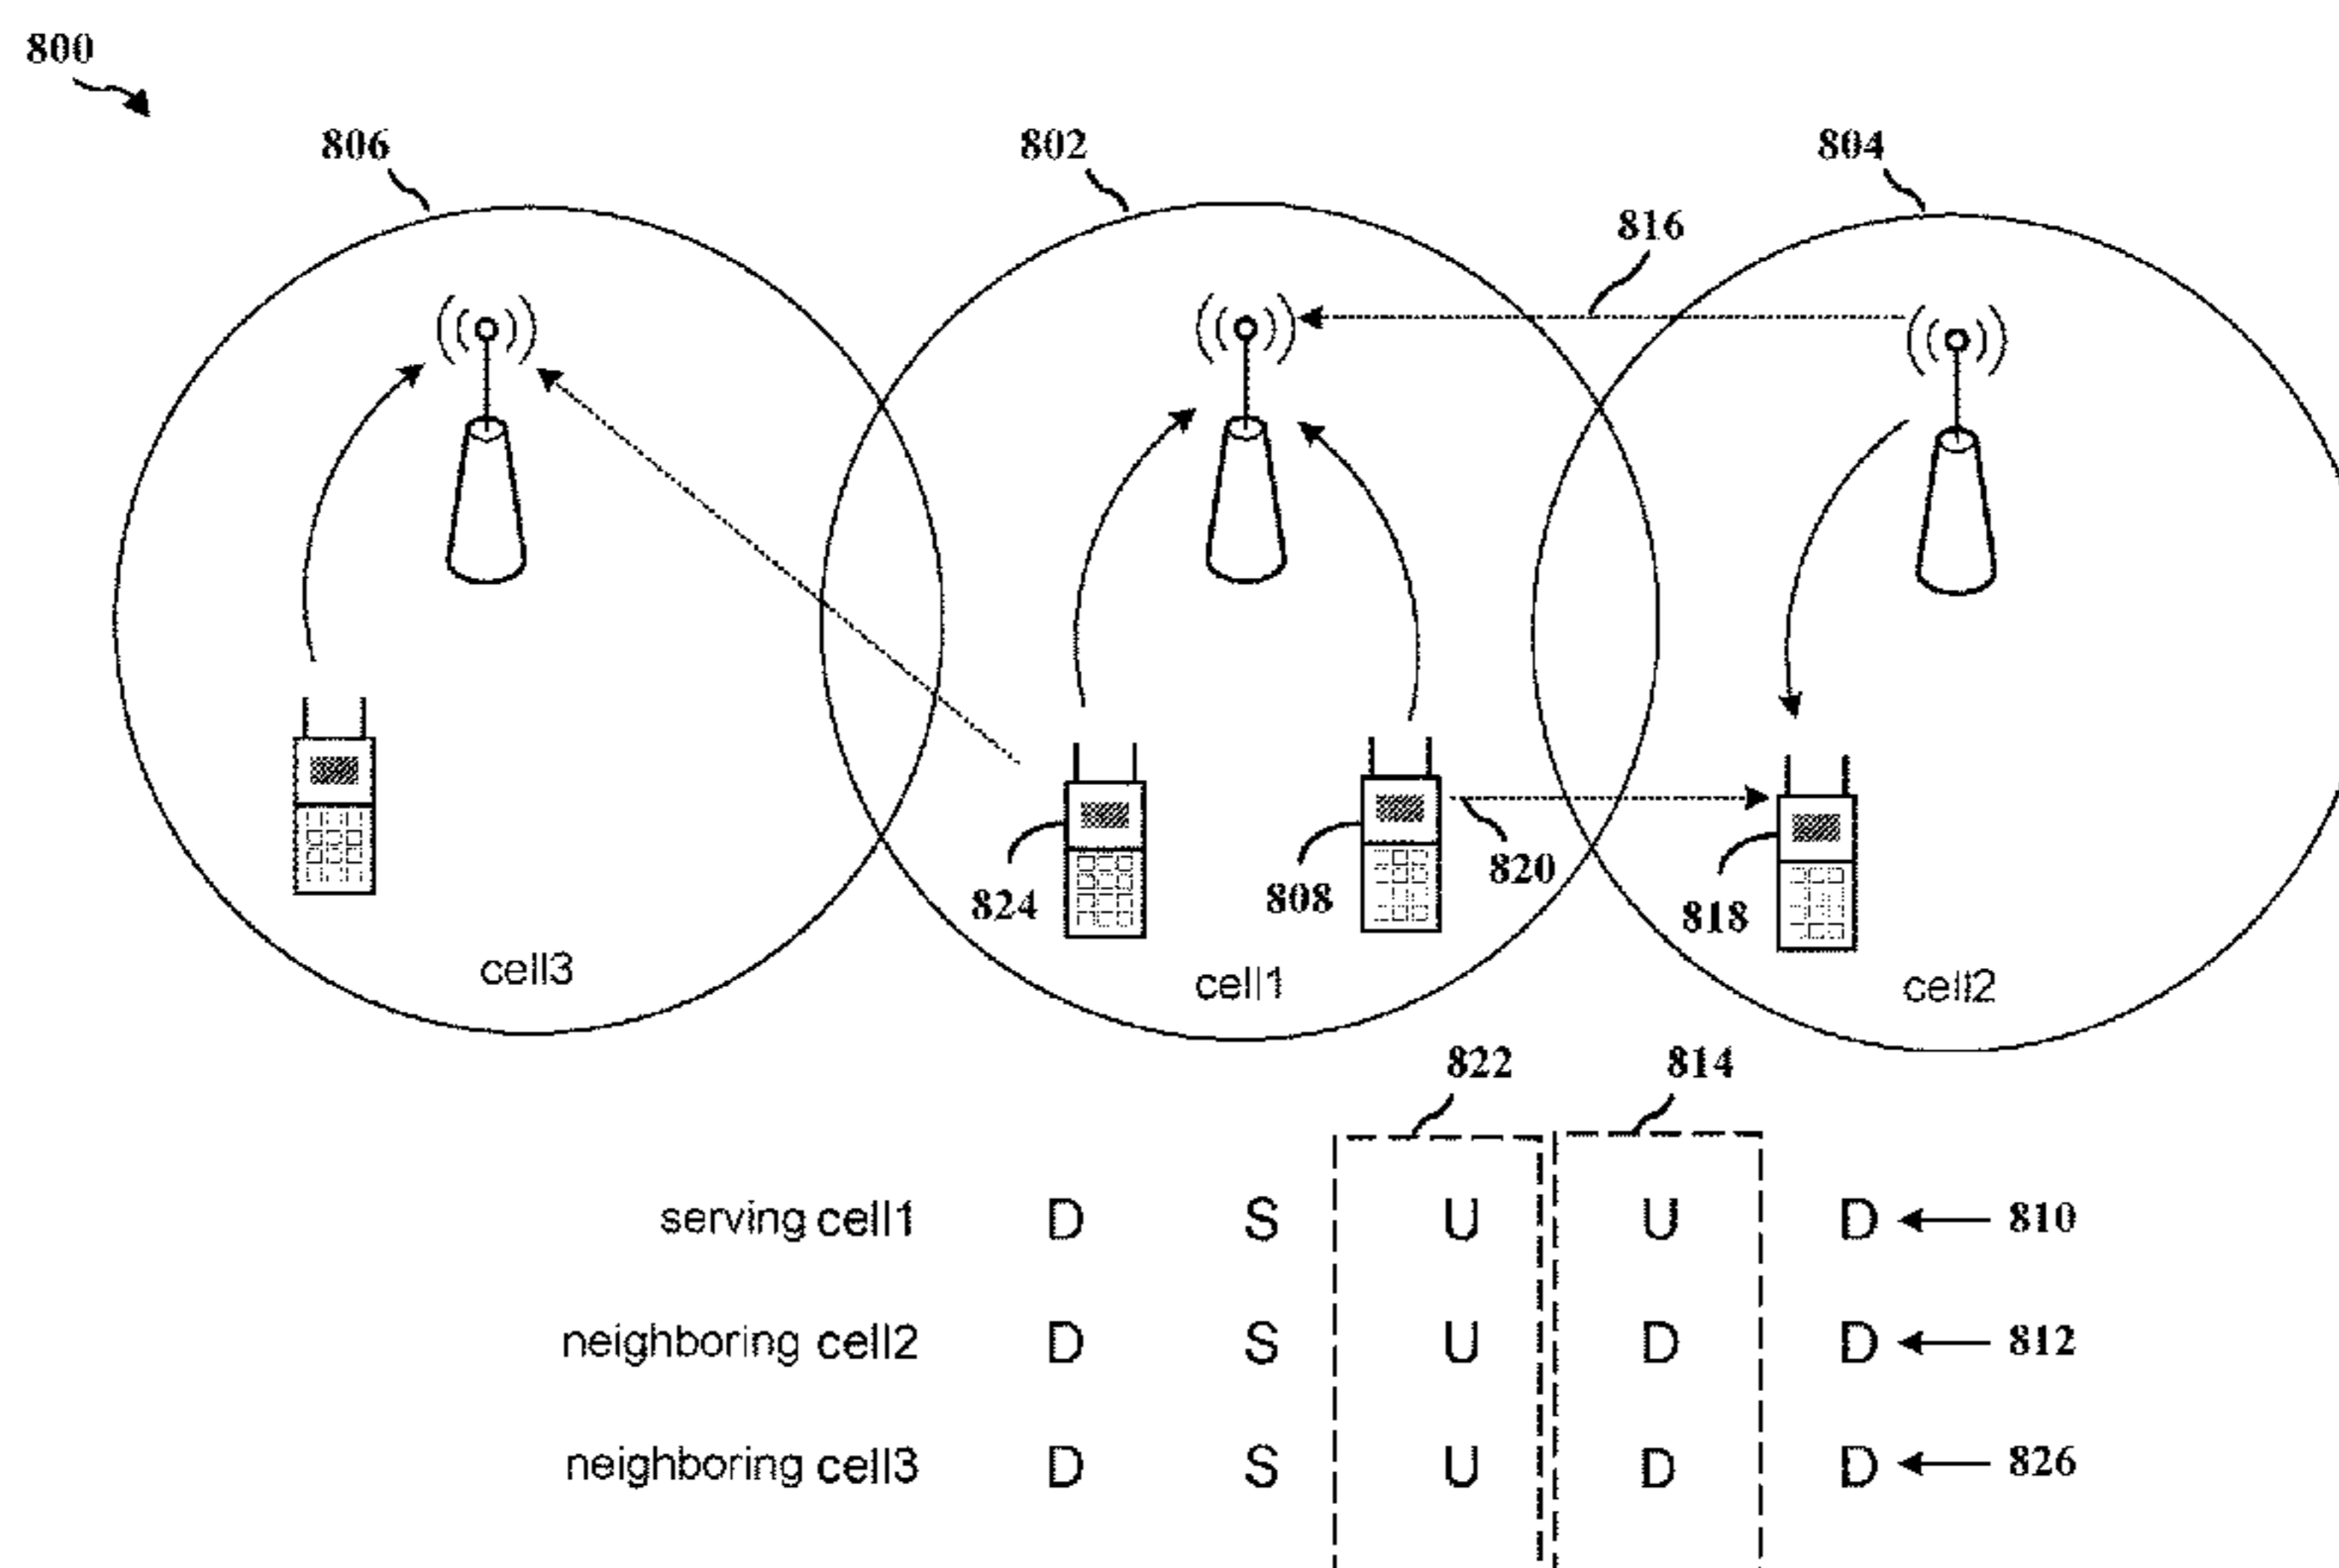 800
806
802
804
816
824
808
820
818
cell3
cell1
cell2
822
814
serving cell1 D S U U D 810
neighboring cell2 D S U D D 812
neighboring cell3 D S U D D 826